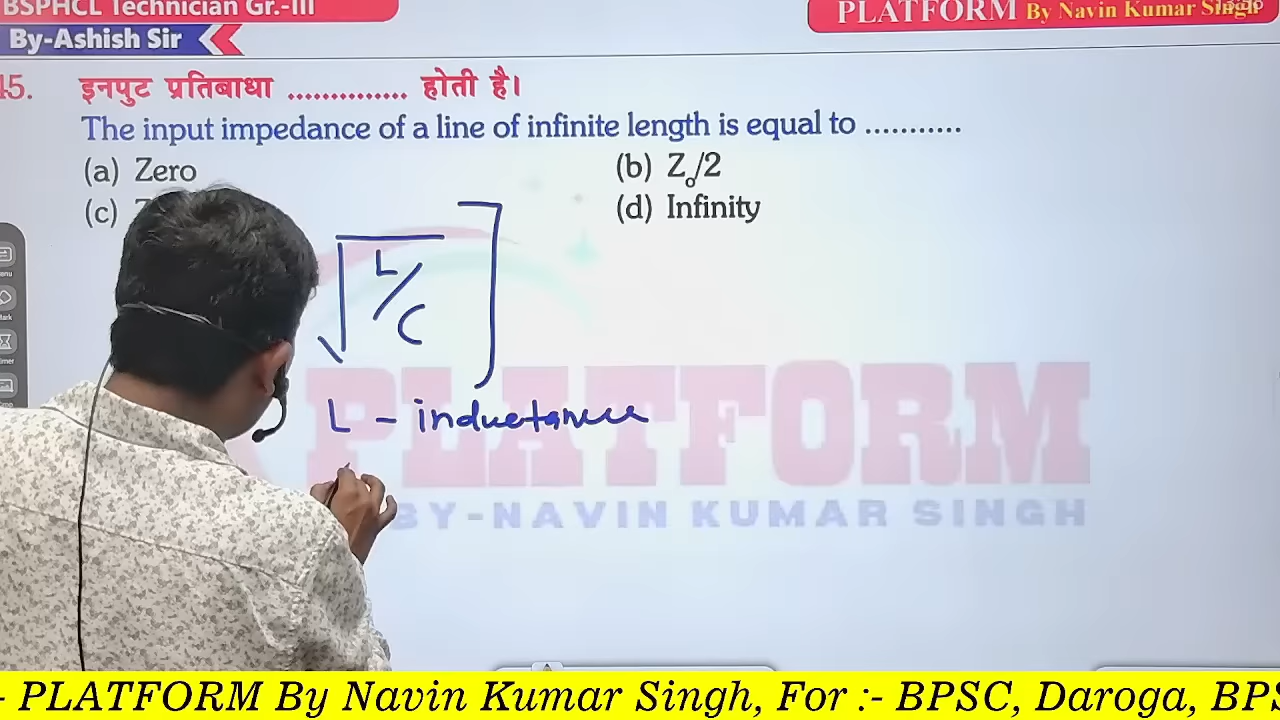 BSPHCL Technician Gr.-III
PLATFORM By Navin Kumar Singh
By-Ashish Sir
45. इनपुट प्रतिबाधा .............. होती है।
The input impedance of a line of infinite length is equal to ...........
(a) Zero (b) Zo/2
(c) (d) Infinity
√L/C
L - inductance
PLATFORM
BY-NAVIN KUMAR SINGH
- PLATFORM By Navin Kumar Singh, For :- BPSC, Daroga, BPS